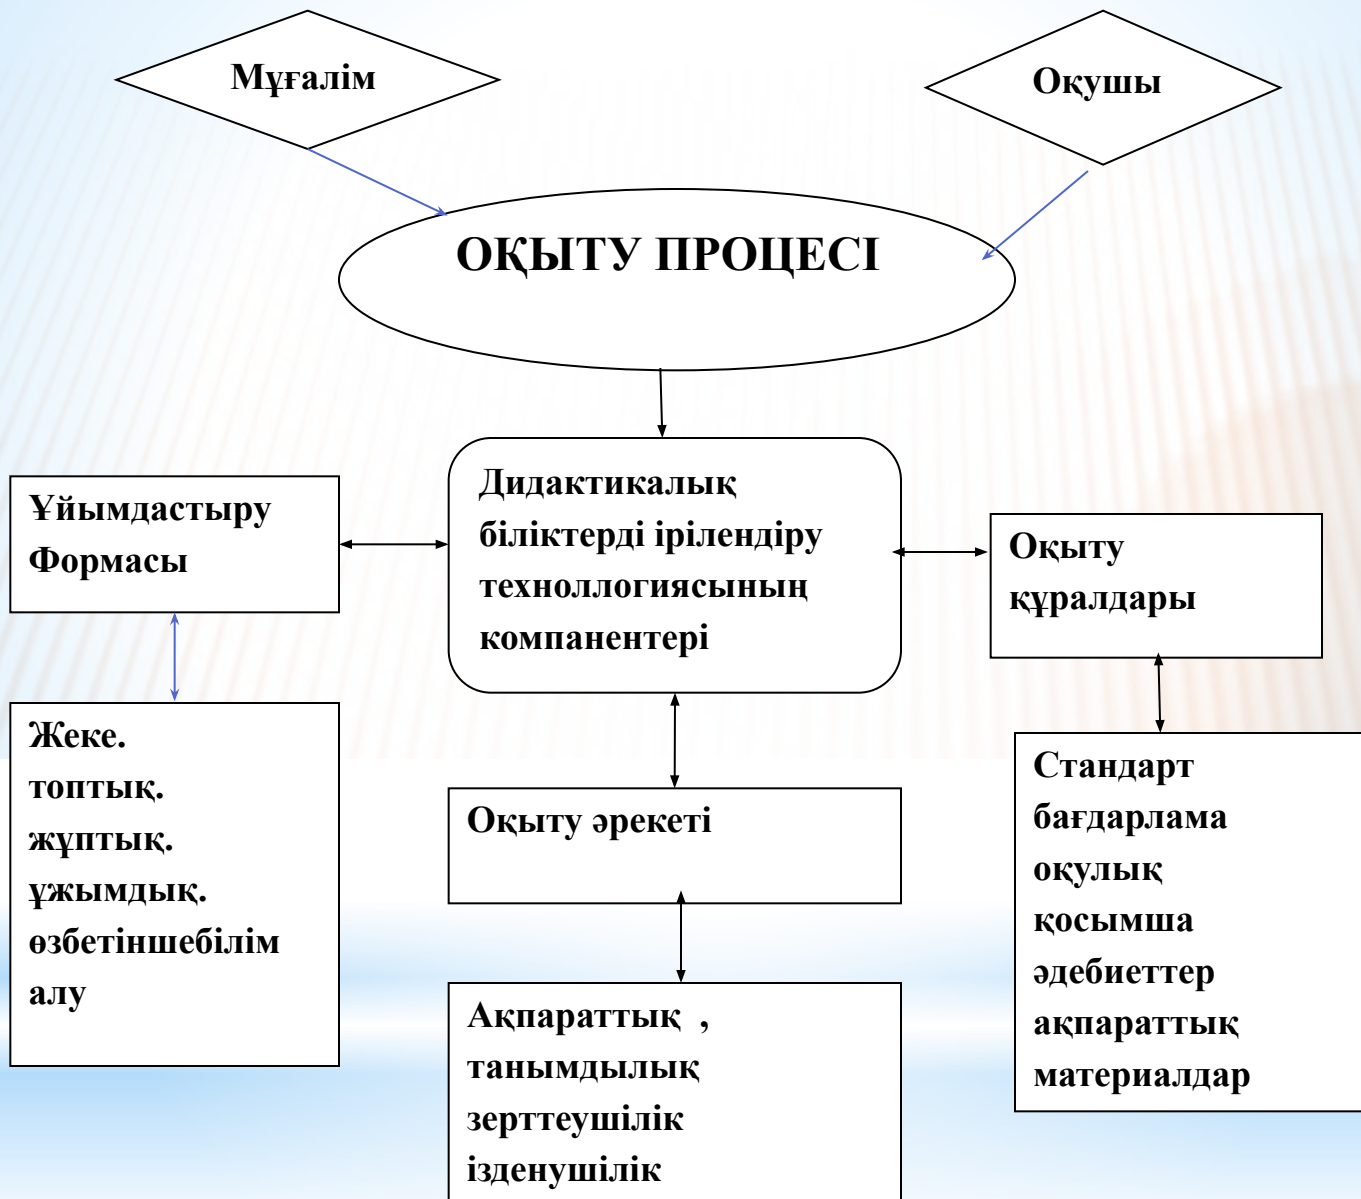 Мұғалім
Оқушы
ОҚЫТУ ПРОЦЕСІ
Ұйымдастыру
Формасы
Дидактикалық
біліктерді ірілендіру
техноллогиясының
компанентері
Оқыту
құралдары
Жеке.
топтық.
жұптық.
ұжымдық.
өзбетіншебілім
алу
Оқыту әрекеті
Стандарт
бағдарлама
оқулық
қосымша
әдебиеттер
ақпараттық
материалдар
Ақпараттық  ,
танымдылық
зерттеушілік
ізденушілік